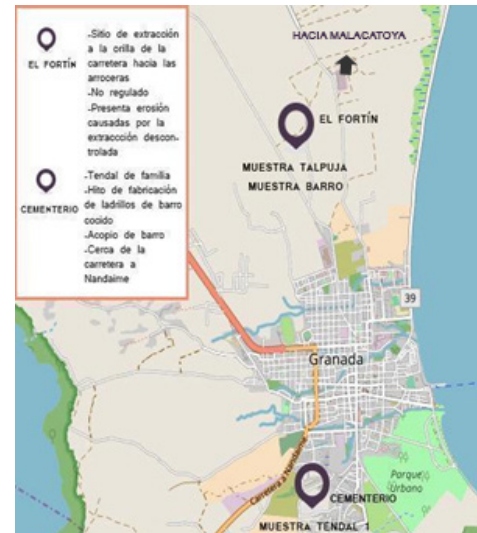 EL FORTÍN
-Sitio de extracción
a la orilla de la
carretera hacia las
arroceras
-No regulado
-Presenta erosión
causadas por la
extraccción descon-
trolada
CEMENTERIO
-Tendal de familia
-Hito de fabricación
de ladrillos de barro
cocido
-Acopio de barro
-Cerca de la
carretera a
Nandaime
HACIA MALACATOYA
EL FORTÍN
MUESTRA TALPUJA
MUESTRA BARRO
39
Granada
Carretera a Nandaime
Parque
Urbano
CEMENTERIO
MUESTRA TENDAL 1